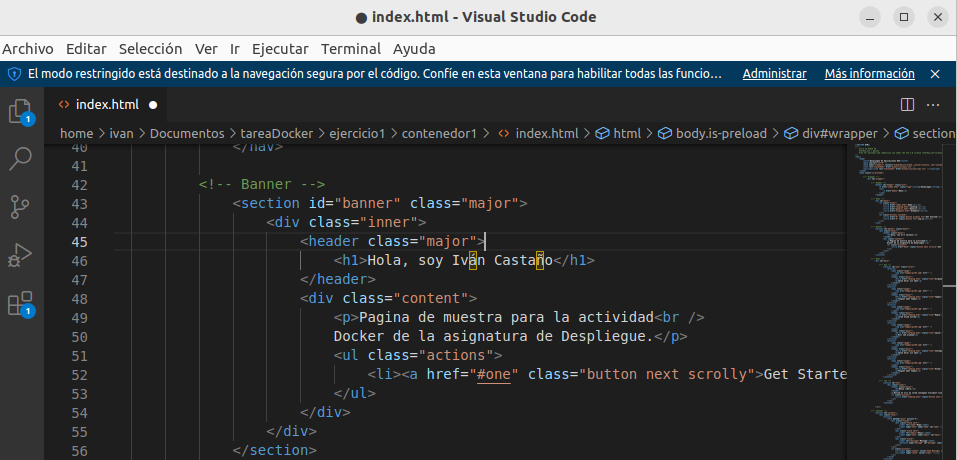 ● index.html - Visual Studio Code
Archivo Editar Selección Ver Ir Ejecutar Terminal Ayuda
El modo restringido está destinado a la navegación segura por el código. Confíe en esta ventana para habilitar todas las funcio... Administrar Más información
<> index.html ●
1
home > ivan > Documentos > tareaDocker > ejercicio1 > contenedor1 > <> index.html > html > body.is-preload > div#wrapper > section
40 </nav>
41
42 <!-- Banner -->
43 <section id="banner" class="major">
44 <div class="inner">
45 <header class="major">
46 <h1>Hola, soy Iván Castaño</h1>
47 </header>
48 <div class="content">
49 <p>Pagina de muestra para la actividad<br />
50 Docker de la asignatura de Despliegue.</p>
51 <ul class="actions">
52 <li><a href="#one" class="button next scrolly">Get Starte
53 </ul>
54 </div>
55 </div>
56 </section>
1